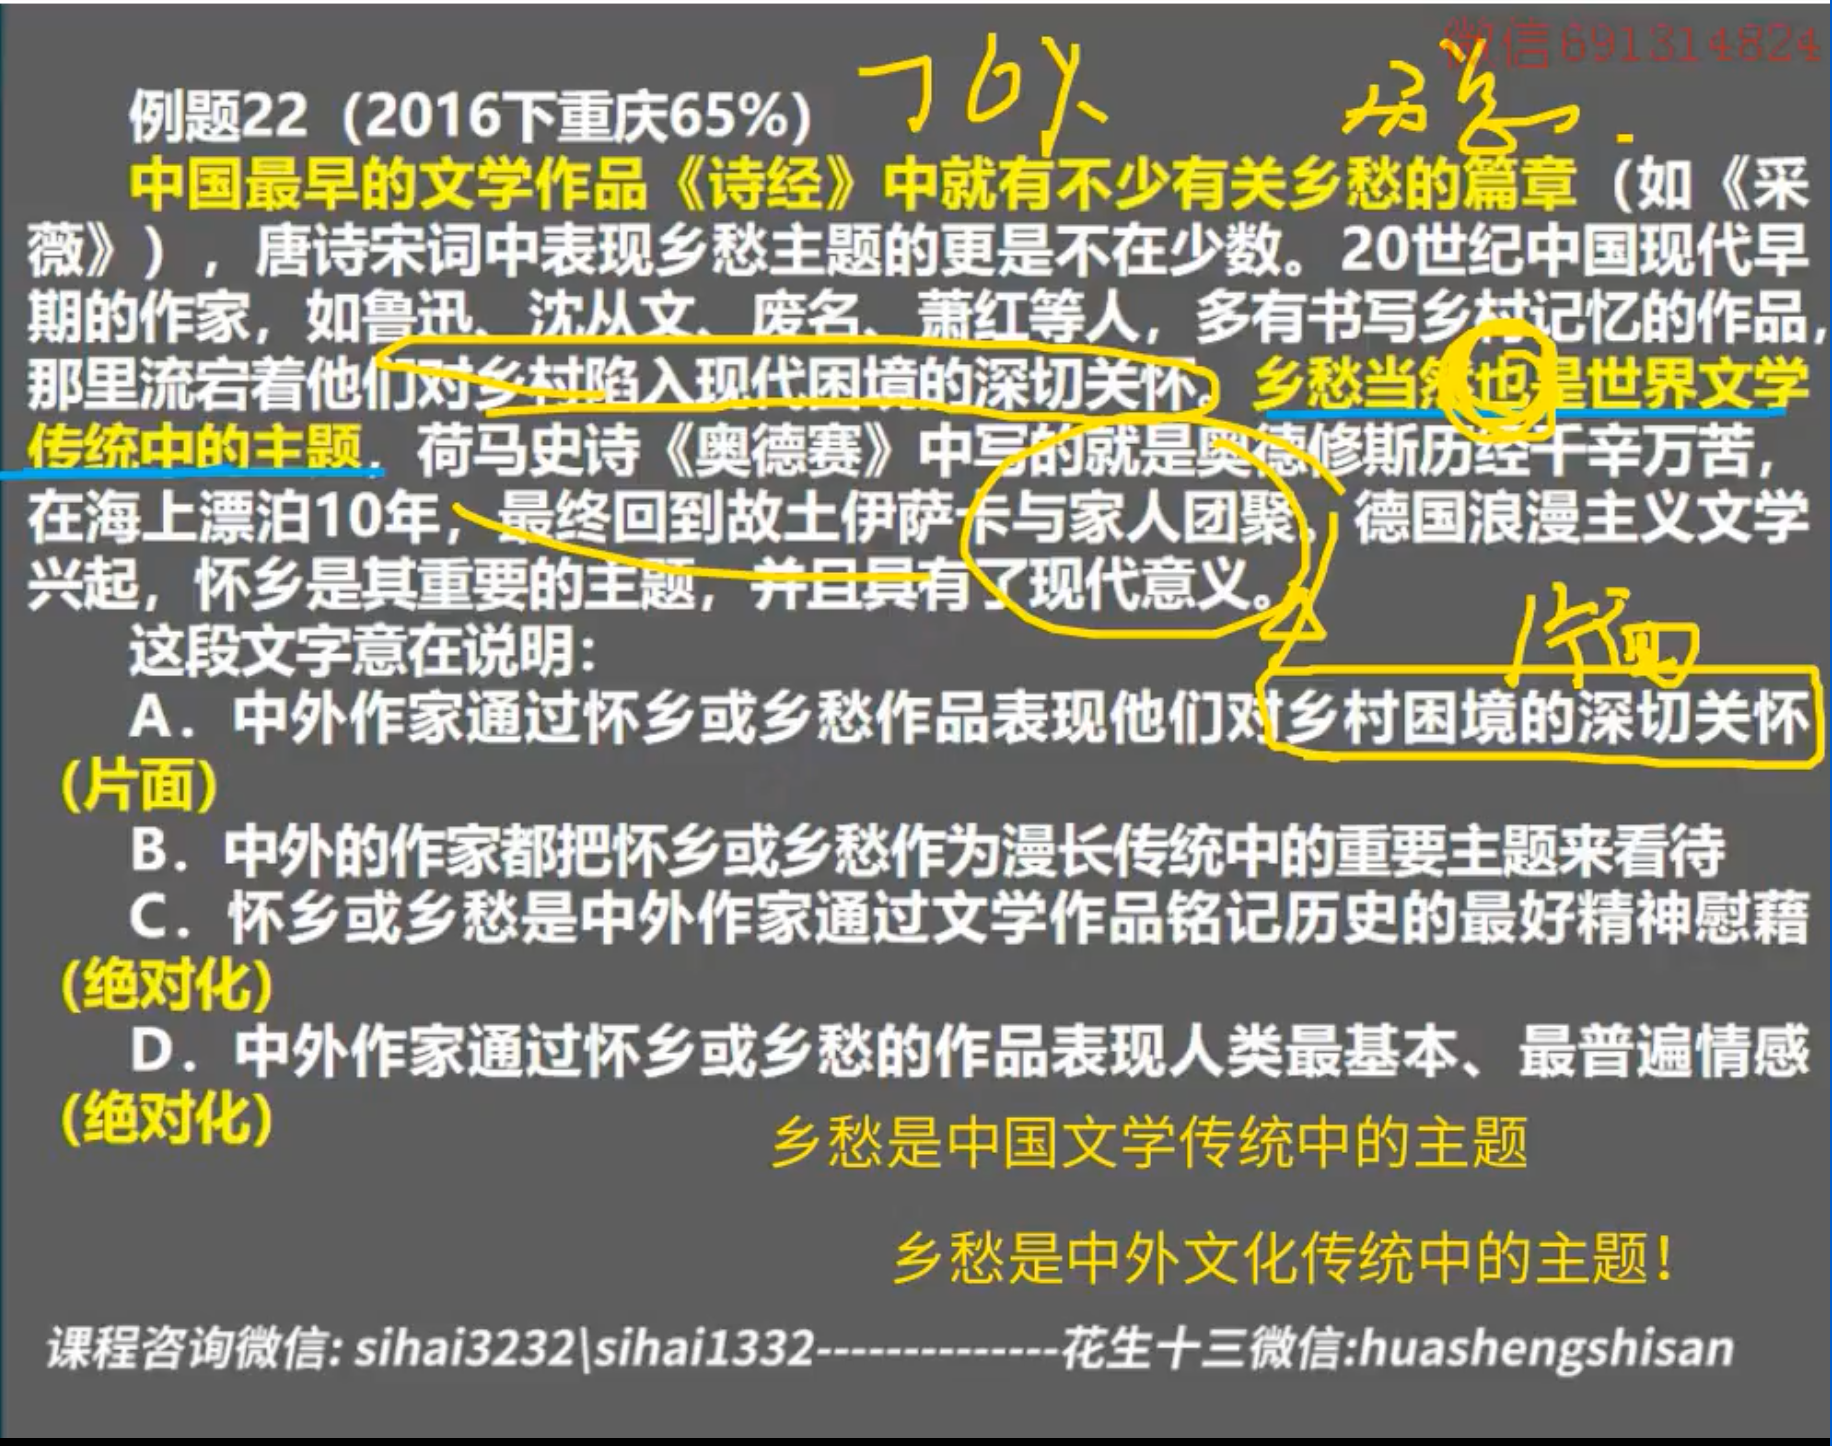 微信691314824
例题22（2016下重庆65%）
中国最早的文学作品《诗经》中就有不少有关乡愁的篇章（如《采
薇》），唐诗宋词中表现乡愁主题的更是不在少数。20世纪中国现代早
期的作家，如鲁迅、沈从文、废名、萧红等人，多有书写乡村记忆的作品，
那里流宕着他们对乡村陷入现代困境的深切关怀。乡愁当然也是世界文学
传统中的主题，荷马史诗《奥德赛》中写的就是奥德修斯历经千辛万苦，
在海上漂泊10年，最终回到故土伊萨卡与家人团聚。德国浪漫主义文学
兴起，怀乡是其重要的主题，并且具有了现代意义。
片面
这段文字意在说明：
A．中外作家通过怀乡或乡愁作品表现他们对乡村困境的深切关怀
（片面）
B．中外的作家都把怀乡或乡愁作为漫长传统中的重要主题来看待
C．怀乡或乡愁是中外作家通过文学作品铭记历史的最好精神慰藉
（绝对化）
D．中外作家通过怀乡或乡愁的作品表现人类最基本、最普遍情感
（绝对化）
乡愁是中国文学传统中的主题
乡愁是中外文化传统中的主题！
课程咨询微信: sihai3232\sihai1332--------------花生十三微信:huashengshisan